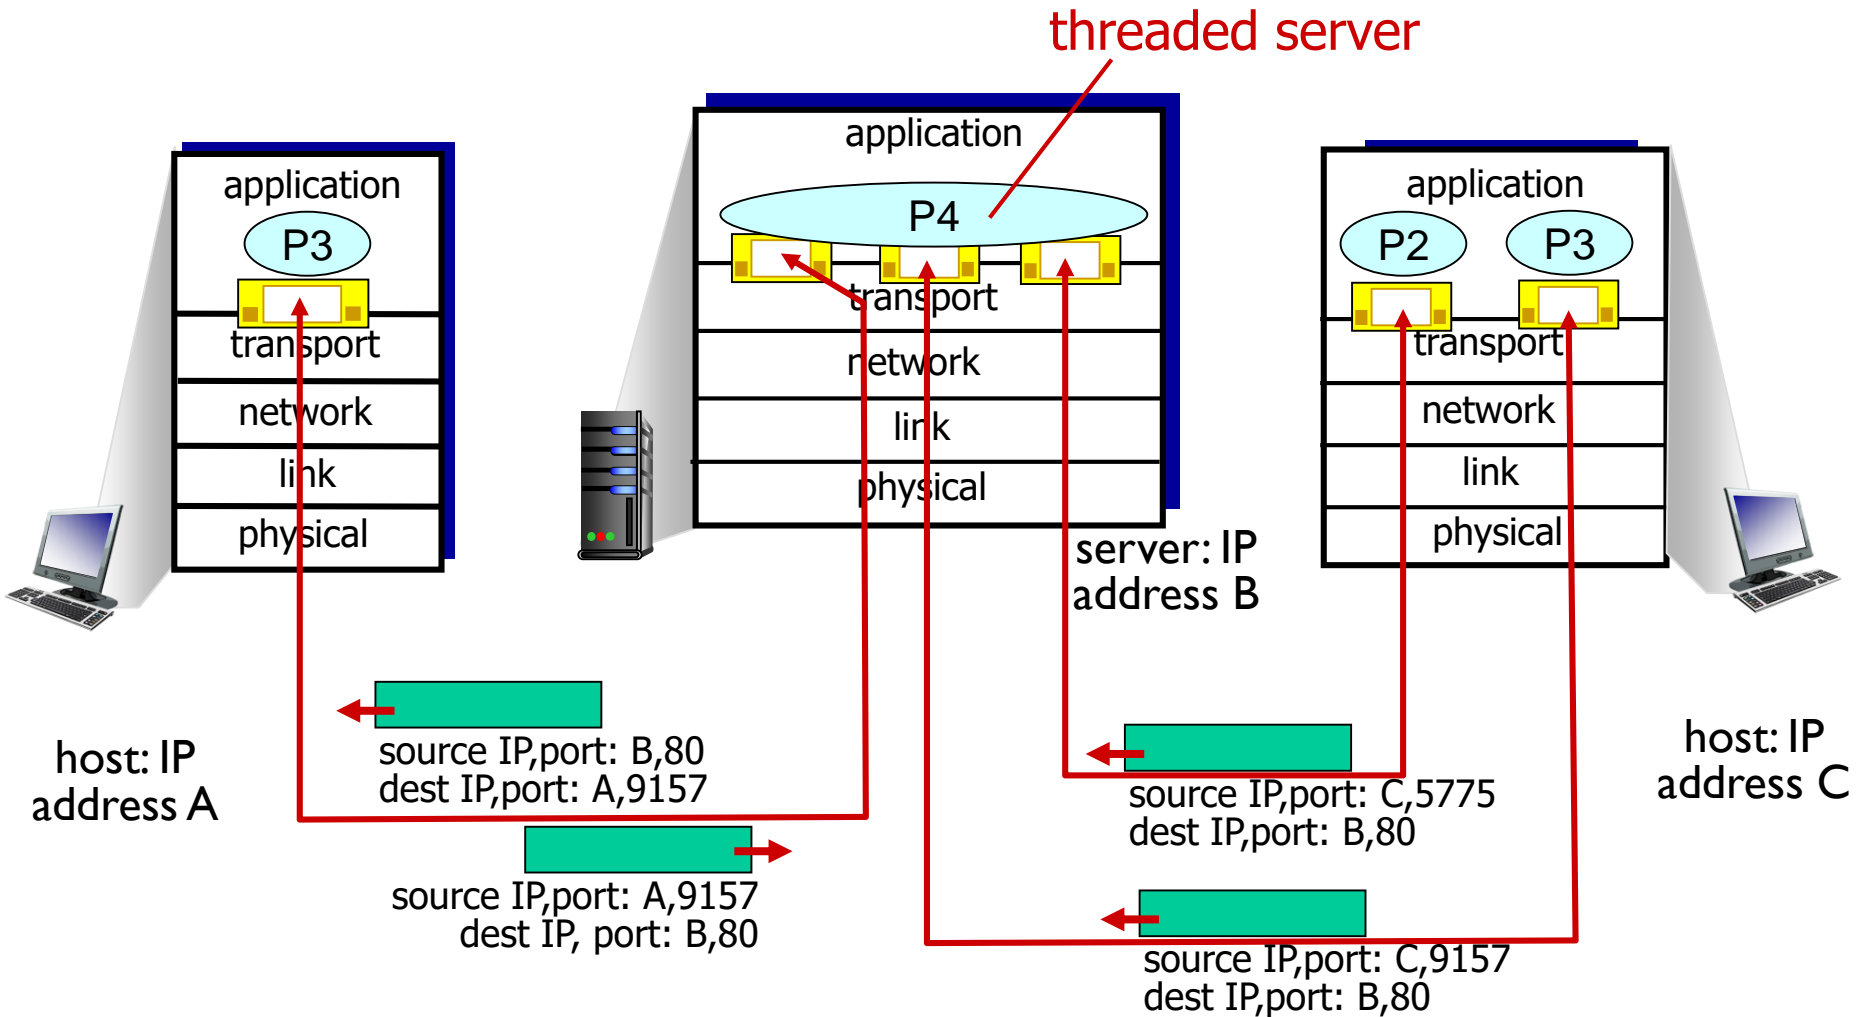 threaded server
application
P3
transport
network
link
physical
application
P4
transport
network
link
physical
application
P2
P3
transport
network
link
physical
server: IP
address B
host: IP
address A
source IP,port: B,80
dest IP,port: A,9157
source IP,port: A,9157
dest IP, port: B,80
source IP,port: C,5775
dest IP,port: B,80
source IP,port: C,9157
dest IP,port: B,80
host: IP
address C